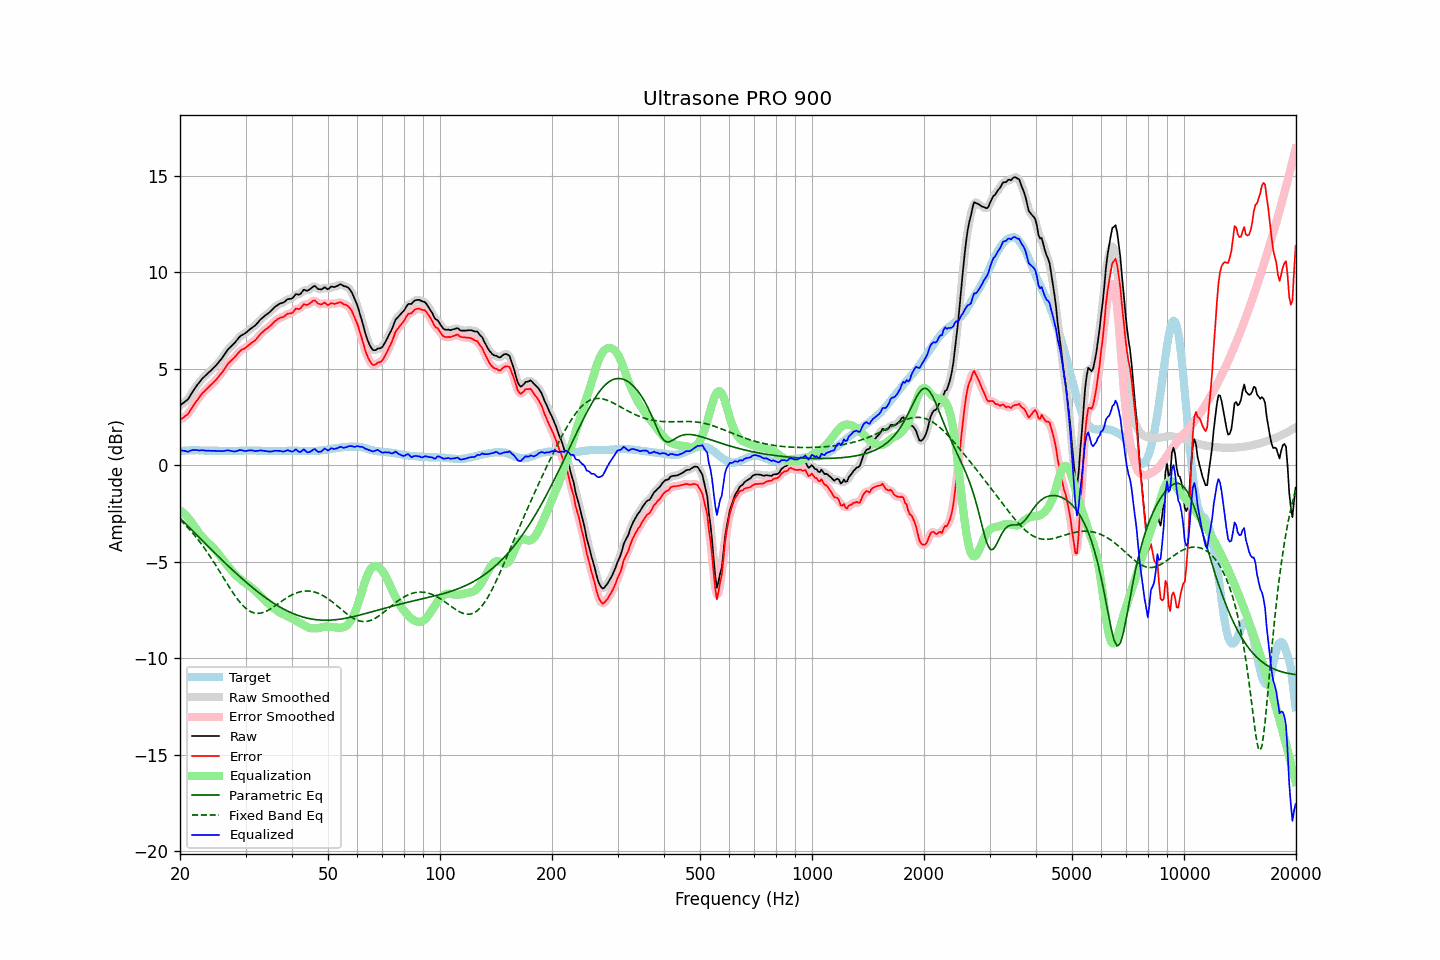 Ultrasone PRO 900
Amplitude (dBr)
15
10
5
0
−5
−10
−15
−20
Target
Raw Smoothed
Error Smoothed
Raw
Error
Equalization
Parametric Eq
Fixed Band Eq
Equalized
20 50 100 200 500 1000 2000 5000 10000 20000
Frequency (Hz)